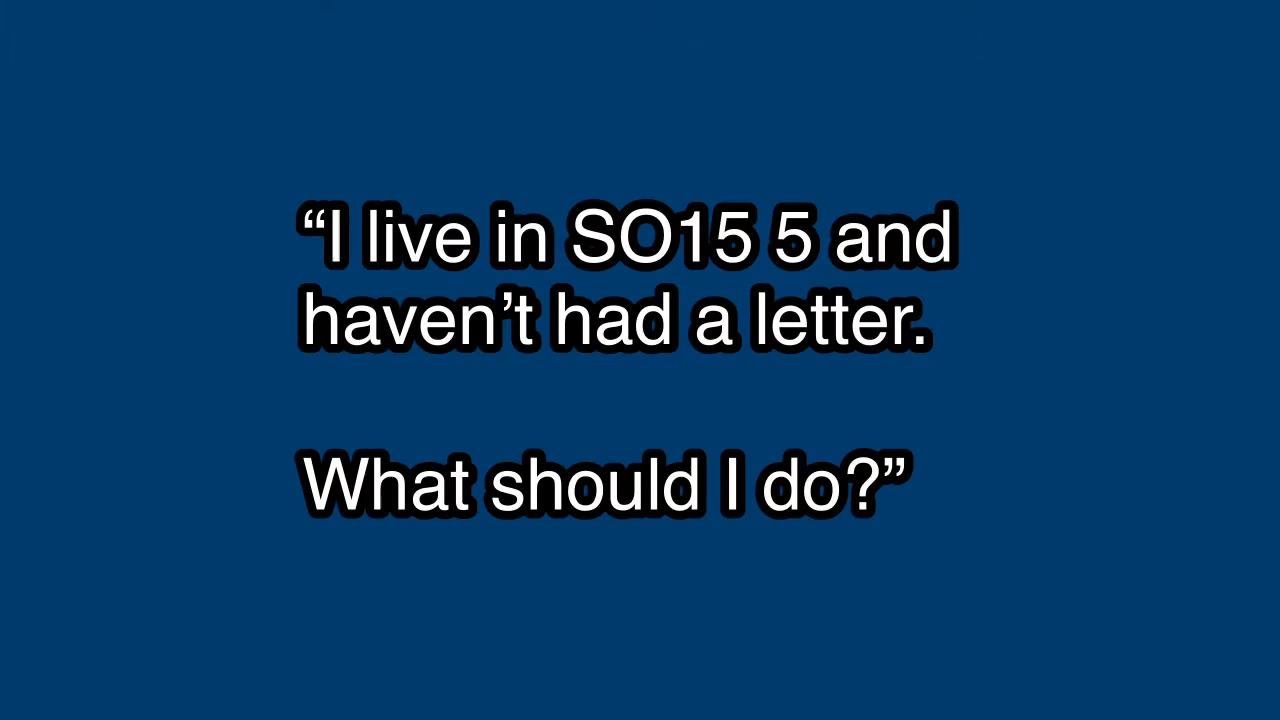 “I live in SO15 5 and
haven’t had a letter.
What should I do?”